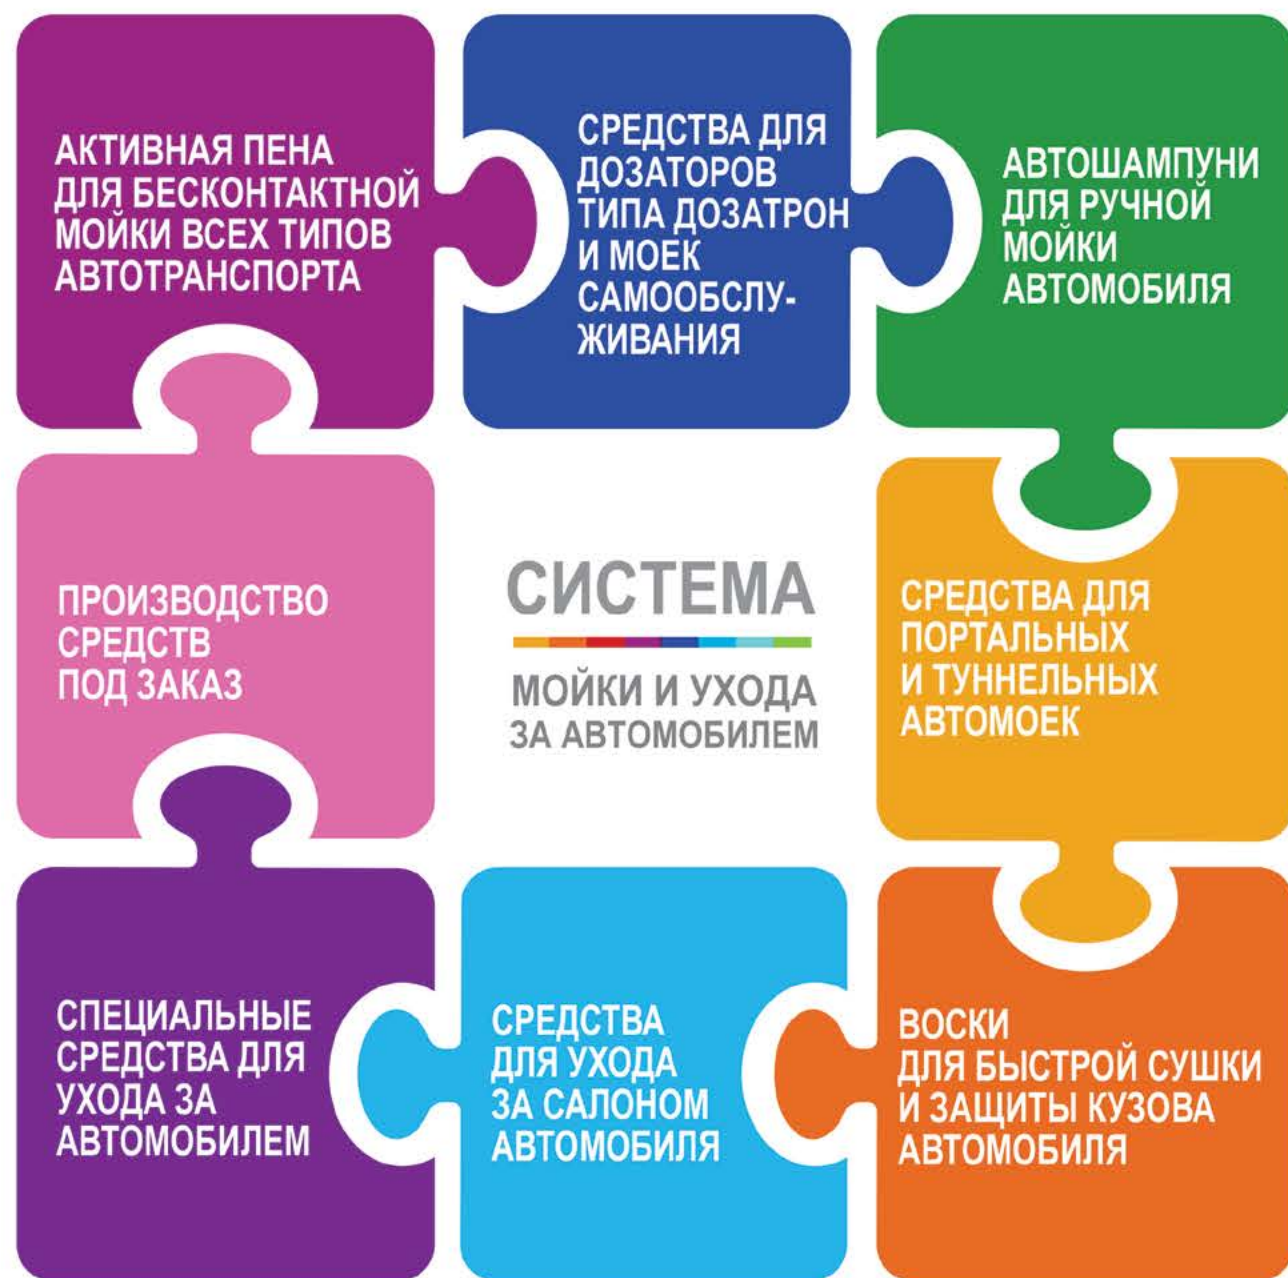 АКТИВНАЯ ПЕНА
ДЛЯ БЕСКОНТАКТНОЙ
МОЙКИ ВСЕХ ТИПОВ
АВТОТРАНСПОРТА
СРЕДСТВА ДЛЯ
ДОЗАТОРОВ
ТИПА ДОЗАТРОН
И МОЕК
САМООБСЛУ-
ЖИВАНИЯ
АВТОШАМПУНИ
ДЛЯ РУЧНОЙ
МОЙКИ
АВТОМОБИЛЯ
ПРОИЗВОДСТВО
СРЕДСТВ
ПОД ЗАКАЗ
СИСТЕМА
МОЙКИ И УХОДА
ЗА АВТОМОБИЛЕМ
СРЕДСТВА ДЛЯ
ПОРТАЛЬНЫХ
И ТУННЕЛЬНЫХ
АВТОМОЕК
СПЕЦИАЛЬНЫЕ
СРЕДСТВА ДЛЯ
УХОДА ЗА
АВТОМОБИЛЕМ
СРЕДСТВА
ДЛЯ УХОДА
ЗА САЛОНОМ
АВТОМОБИЛЯ
ВОСКИ
ДЛЯ БЫСТРОЙ СУШКИ
И ЗАЩИТЫ КУЗОВА
АВТОМОБИЛЯ